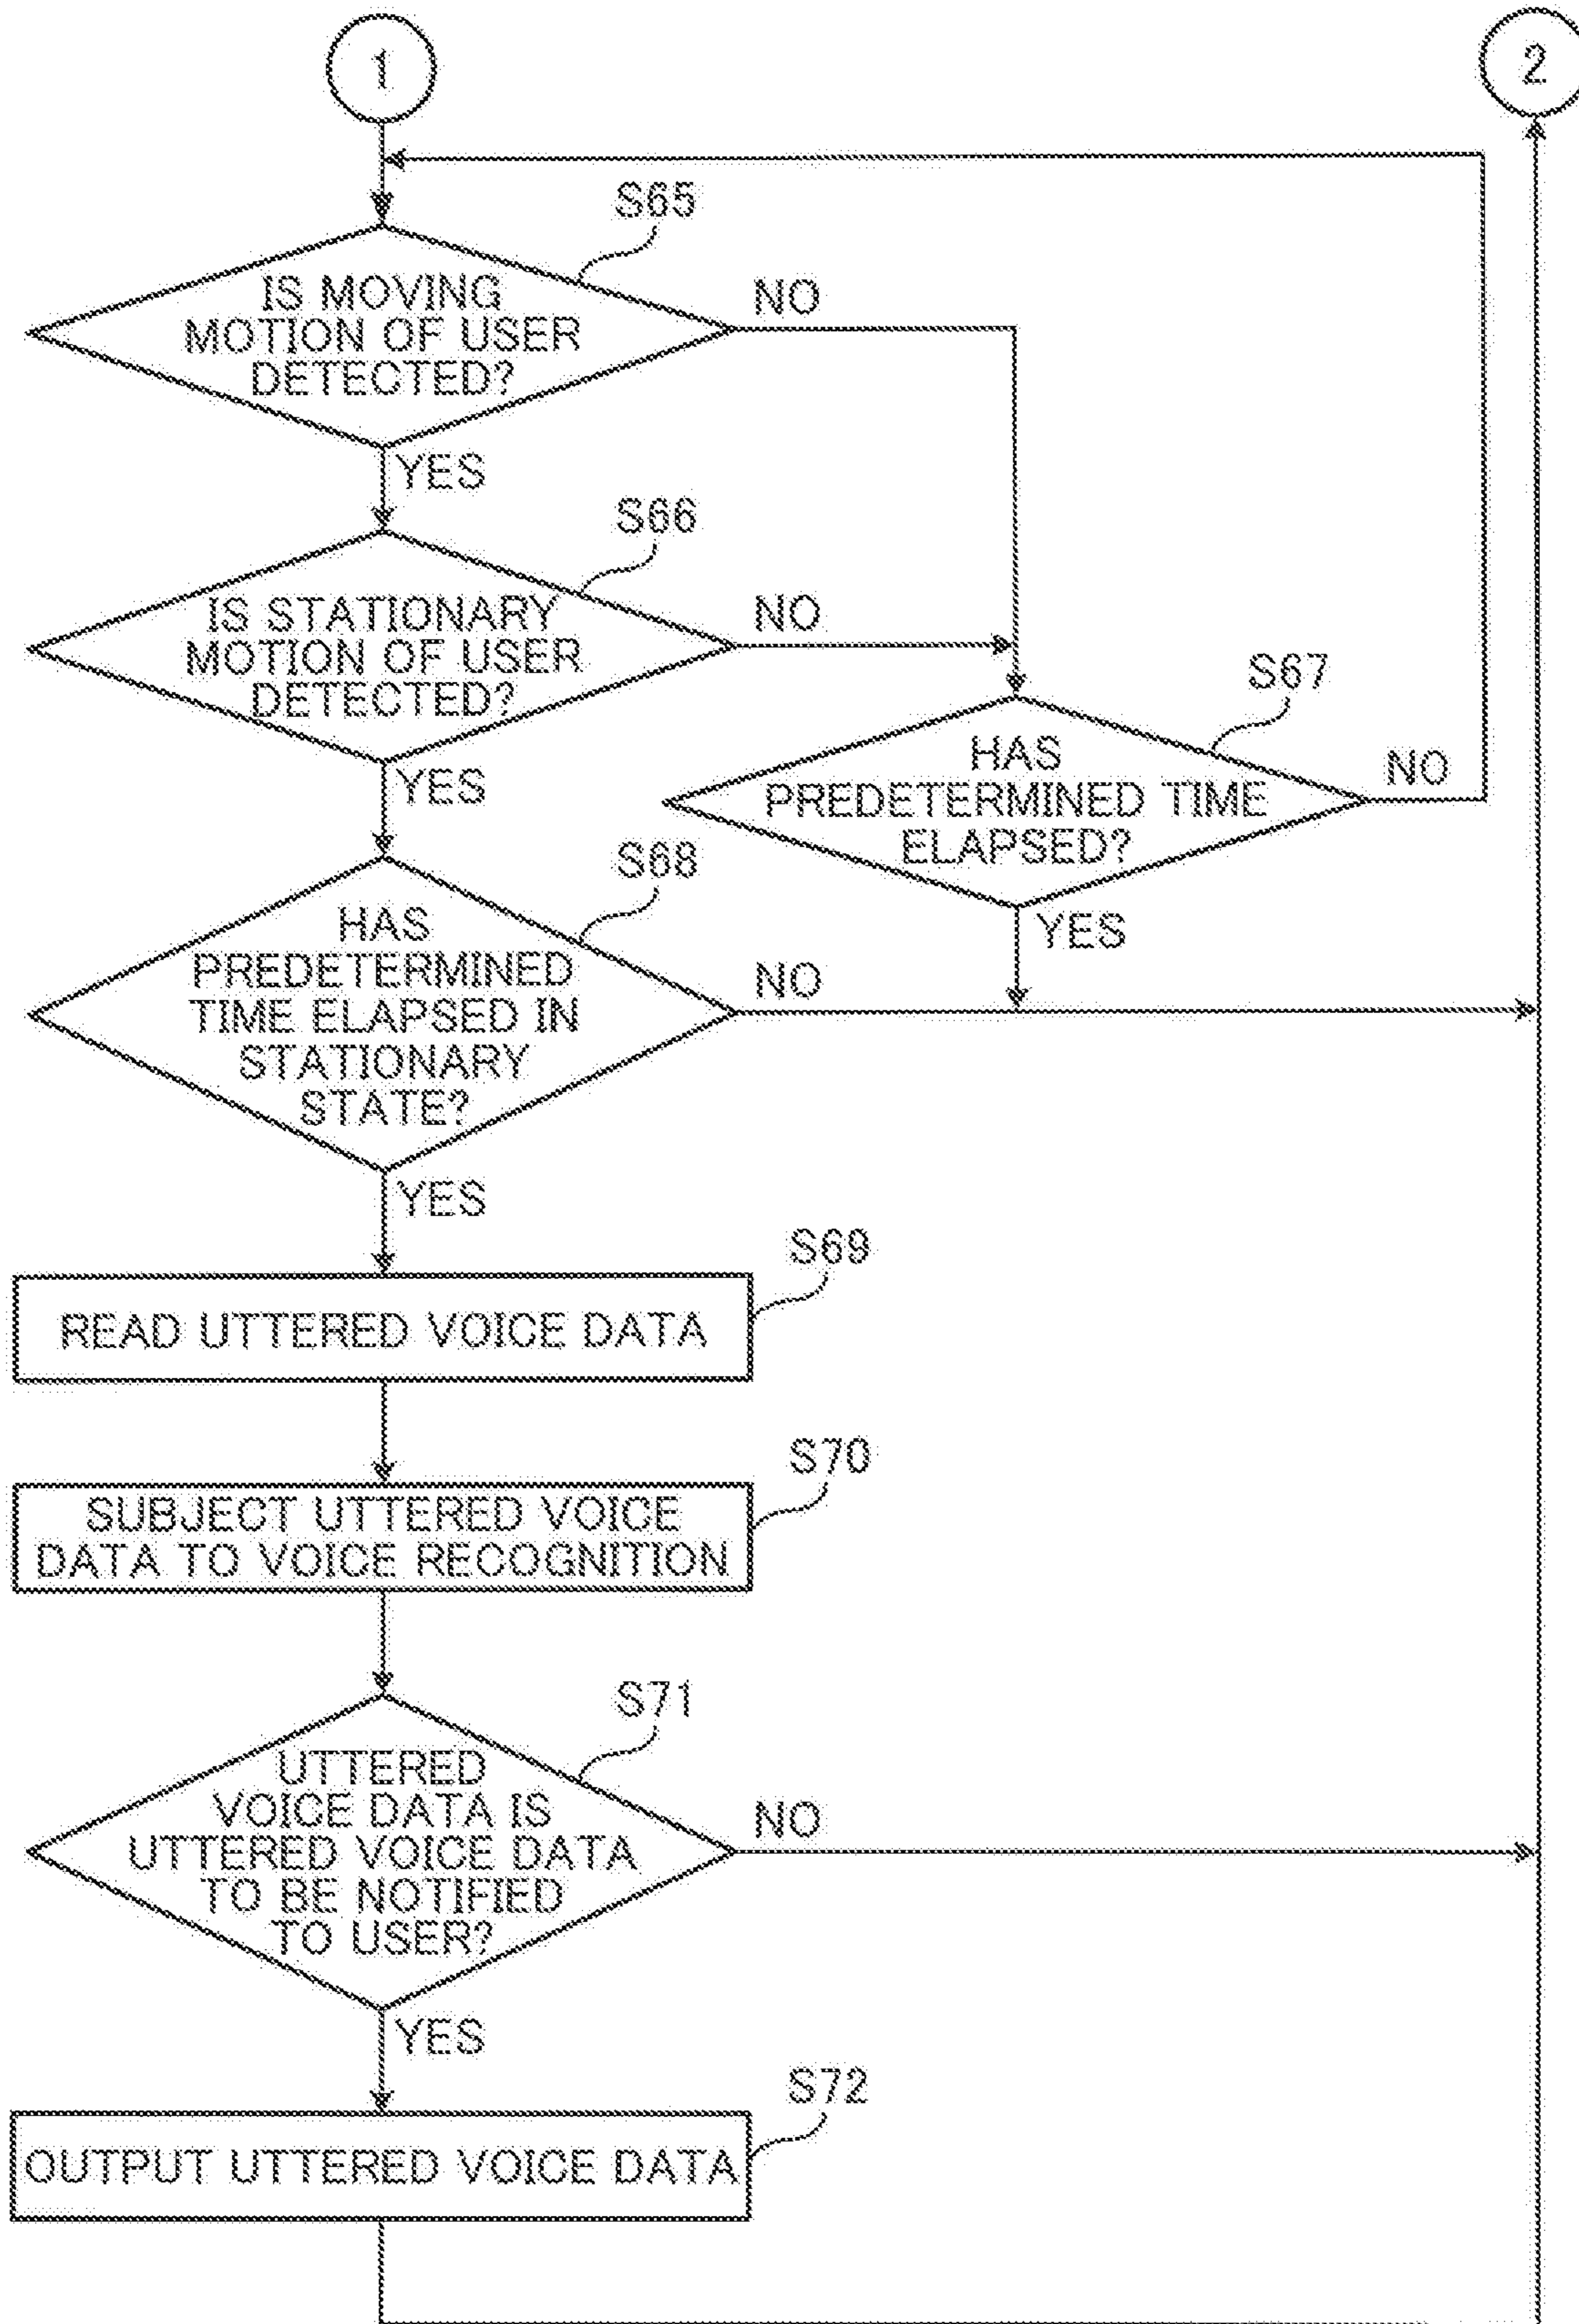 1
2
S65
IS MOVING
MOTION OF USER
DETECTED?
NO
YES
S66
IS STATIONARY
MOTION OF USER
DETECTED?
NO
YES
S67
HAS
PREDETERMINED TIME
ELAPSED?
NO
YES
S68
HAS
PREDETERMINED
TIME ELAPSED IN
STATIONARY
STATE?
NO
YES
S69
READ UTTERED VOICE DATA
S70
SUBJECT UTTERED VOICE
DATA TO VOICE RECOGNITION
S71
UTTERED
VOICE DATA IS
UTTERED VOICE DATA
TO BE NOTIFIED
TO USER?
NO
YES
S72
OUTPUT UTTERED VOICE DATA